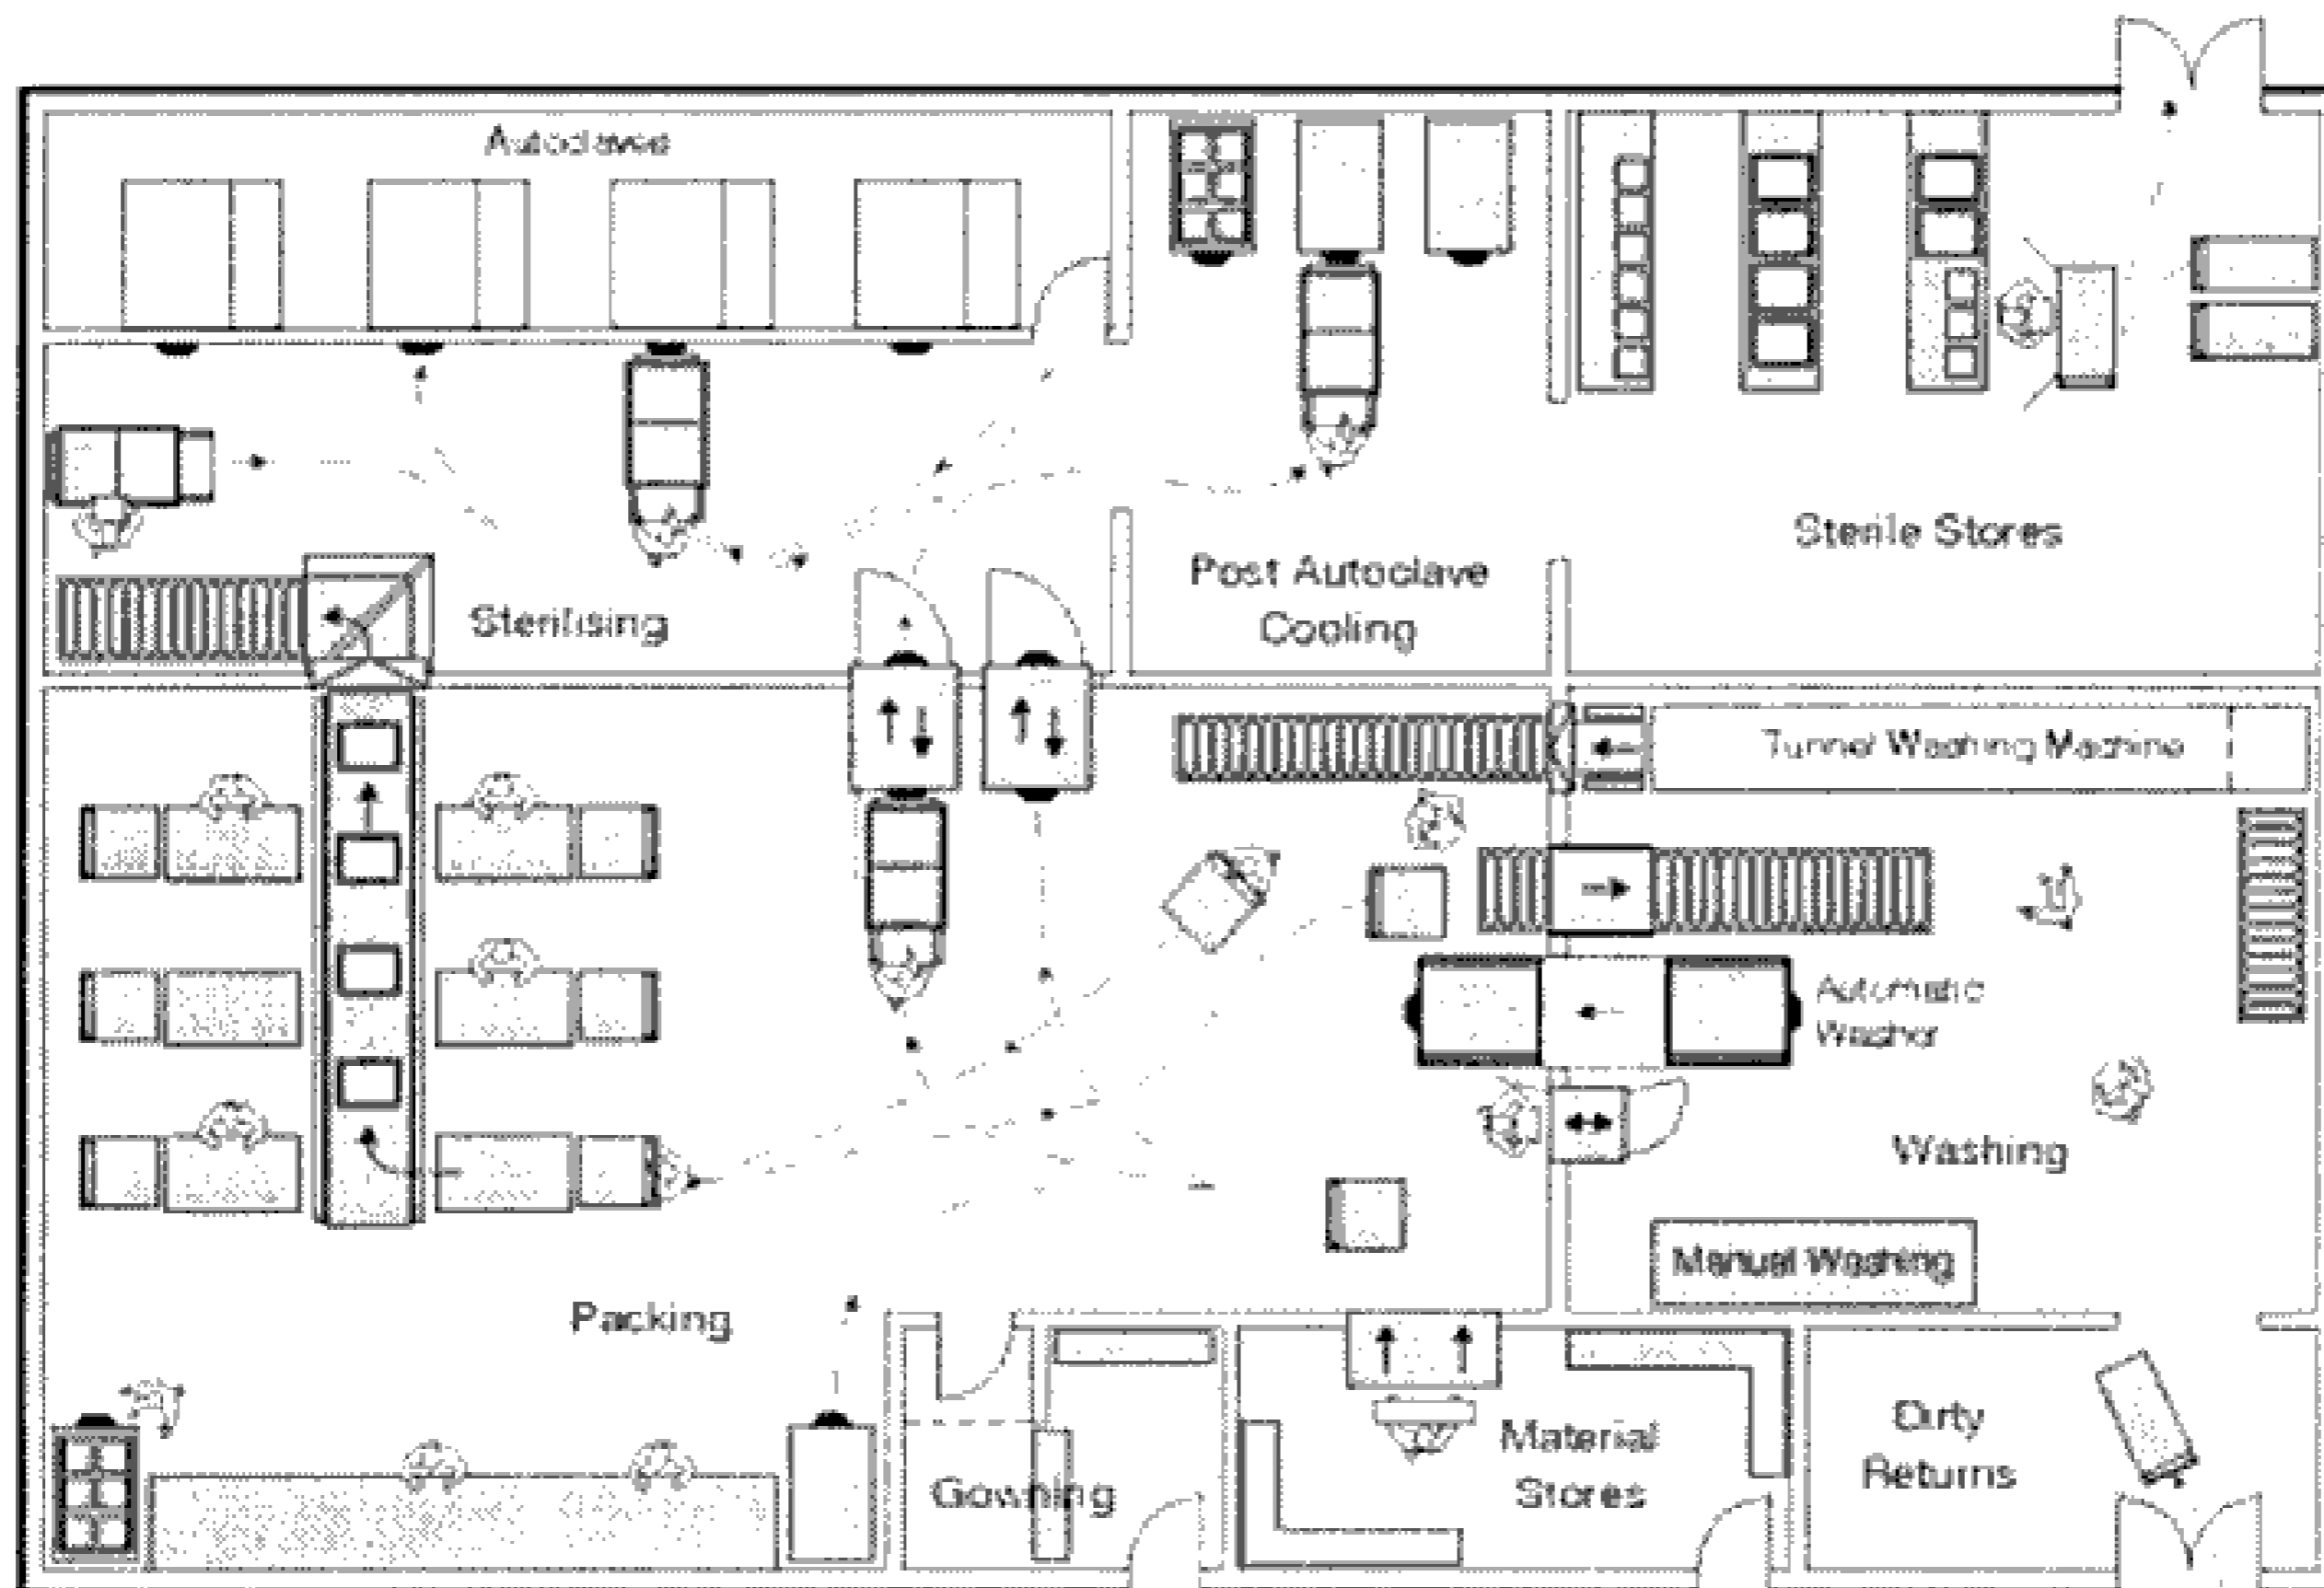 Autoclaves
Sterile Stores
Post Autoclave
Cooling
Sterilising
Tunnel Washing Machine
Automatic
Washer
Washing
Manual Washing
Packing
Dirty
Returns
Material
Stores
Gowning